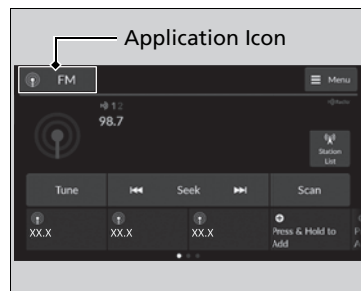 Application Icon
FM
Menu
1 2
98.7
Station
List
Tune
Seek
Scan
XX.X
XX.X
XX.X
Press & Hold to
Add